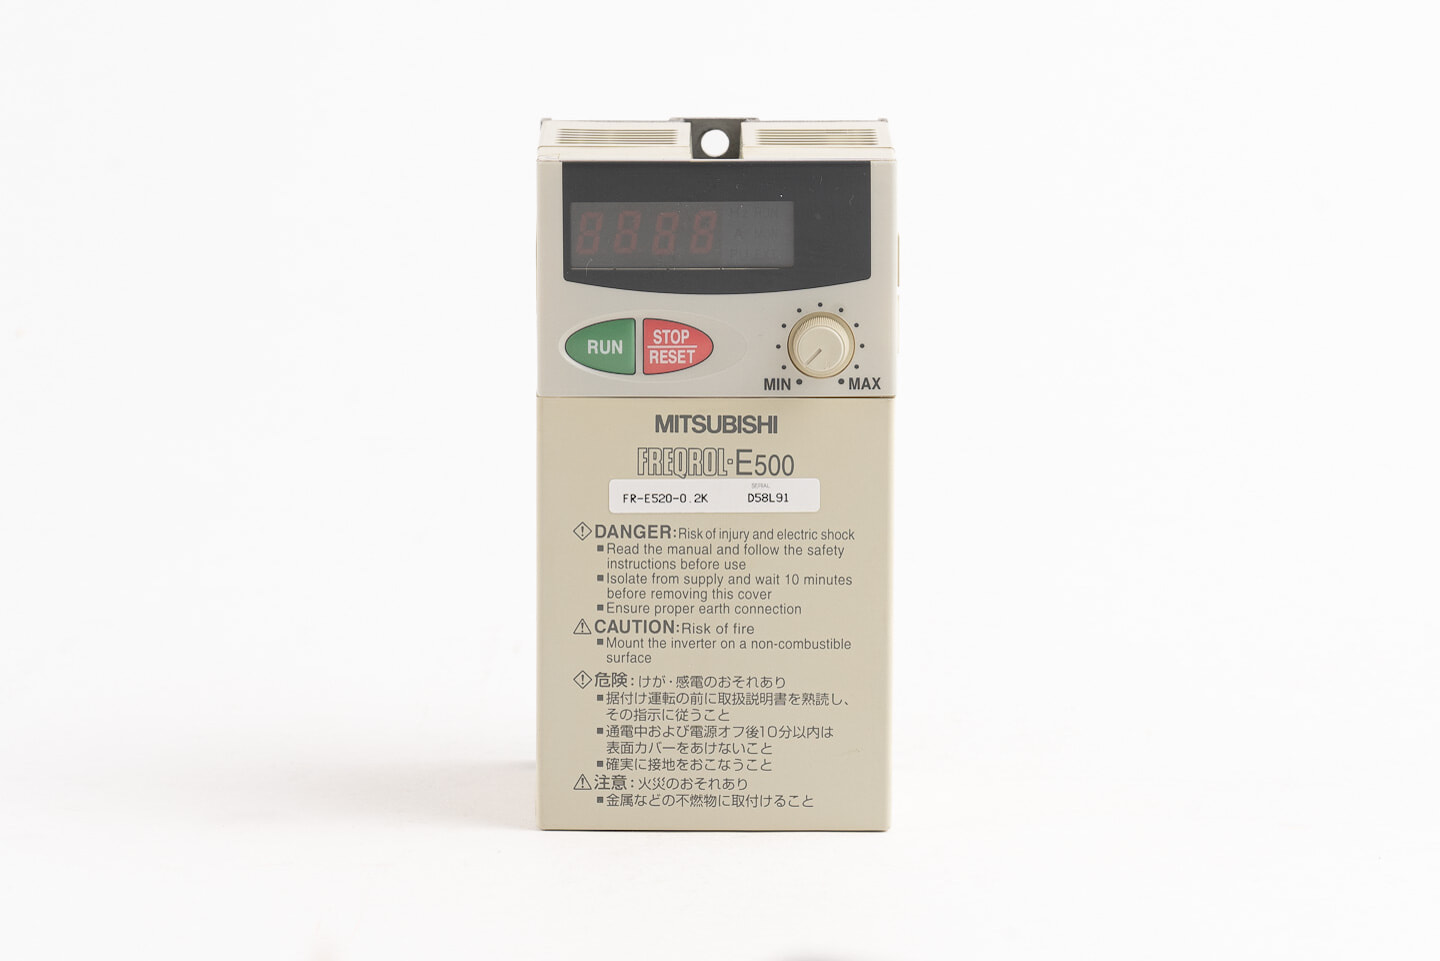 8888
RUN
STOP
RESET
MIN MAX
MITSUBISHI
FREQROL-E500
SERIAL
FR-E520-0.2K D58L91
DANGER: Risk of injury and electric shock
■ Read the manual and follow the safety
instructions before use
■ Isolate from supply and wait 10 minutes
before removing this cover
■ Ensure proper earth connection
CAUTION: Risk of fire
■ Mount the inverter on a non-combustible
surface
危険：けが・感電のおそれあり
■ 据付け運転の前に取扱説明書を熟読し、
その指示に従うこと
■ 通電中および電源オフ後10分以内は
表面カバーをあけないこと
■ 確実に接地をおこなうこと
注意：火災のおそれあり
■ 金属などの不燃物に取付けること